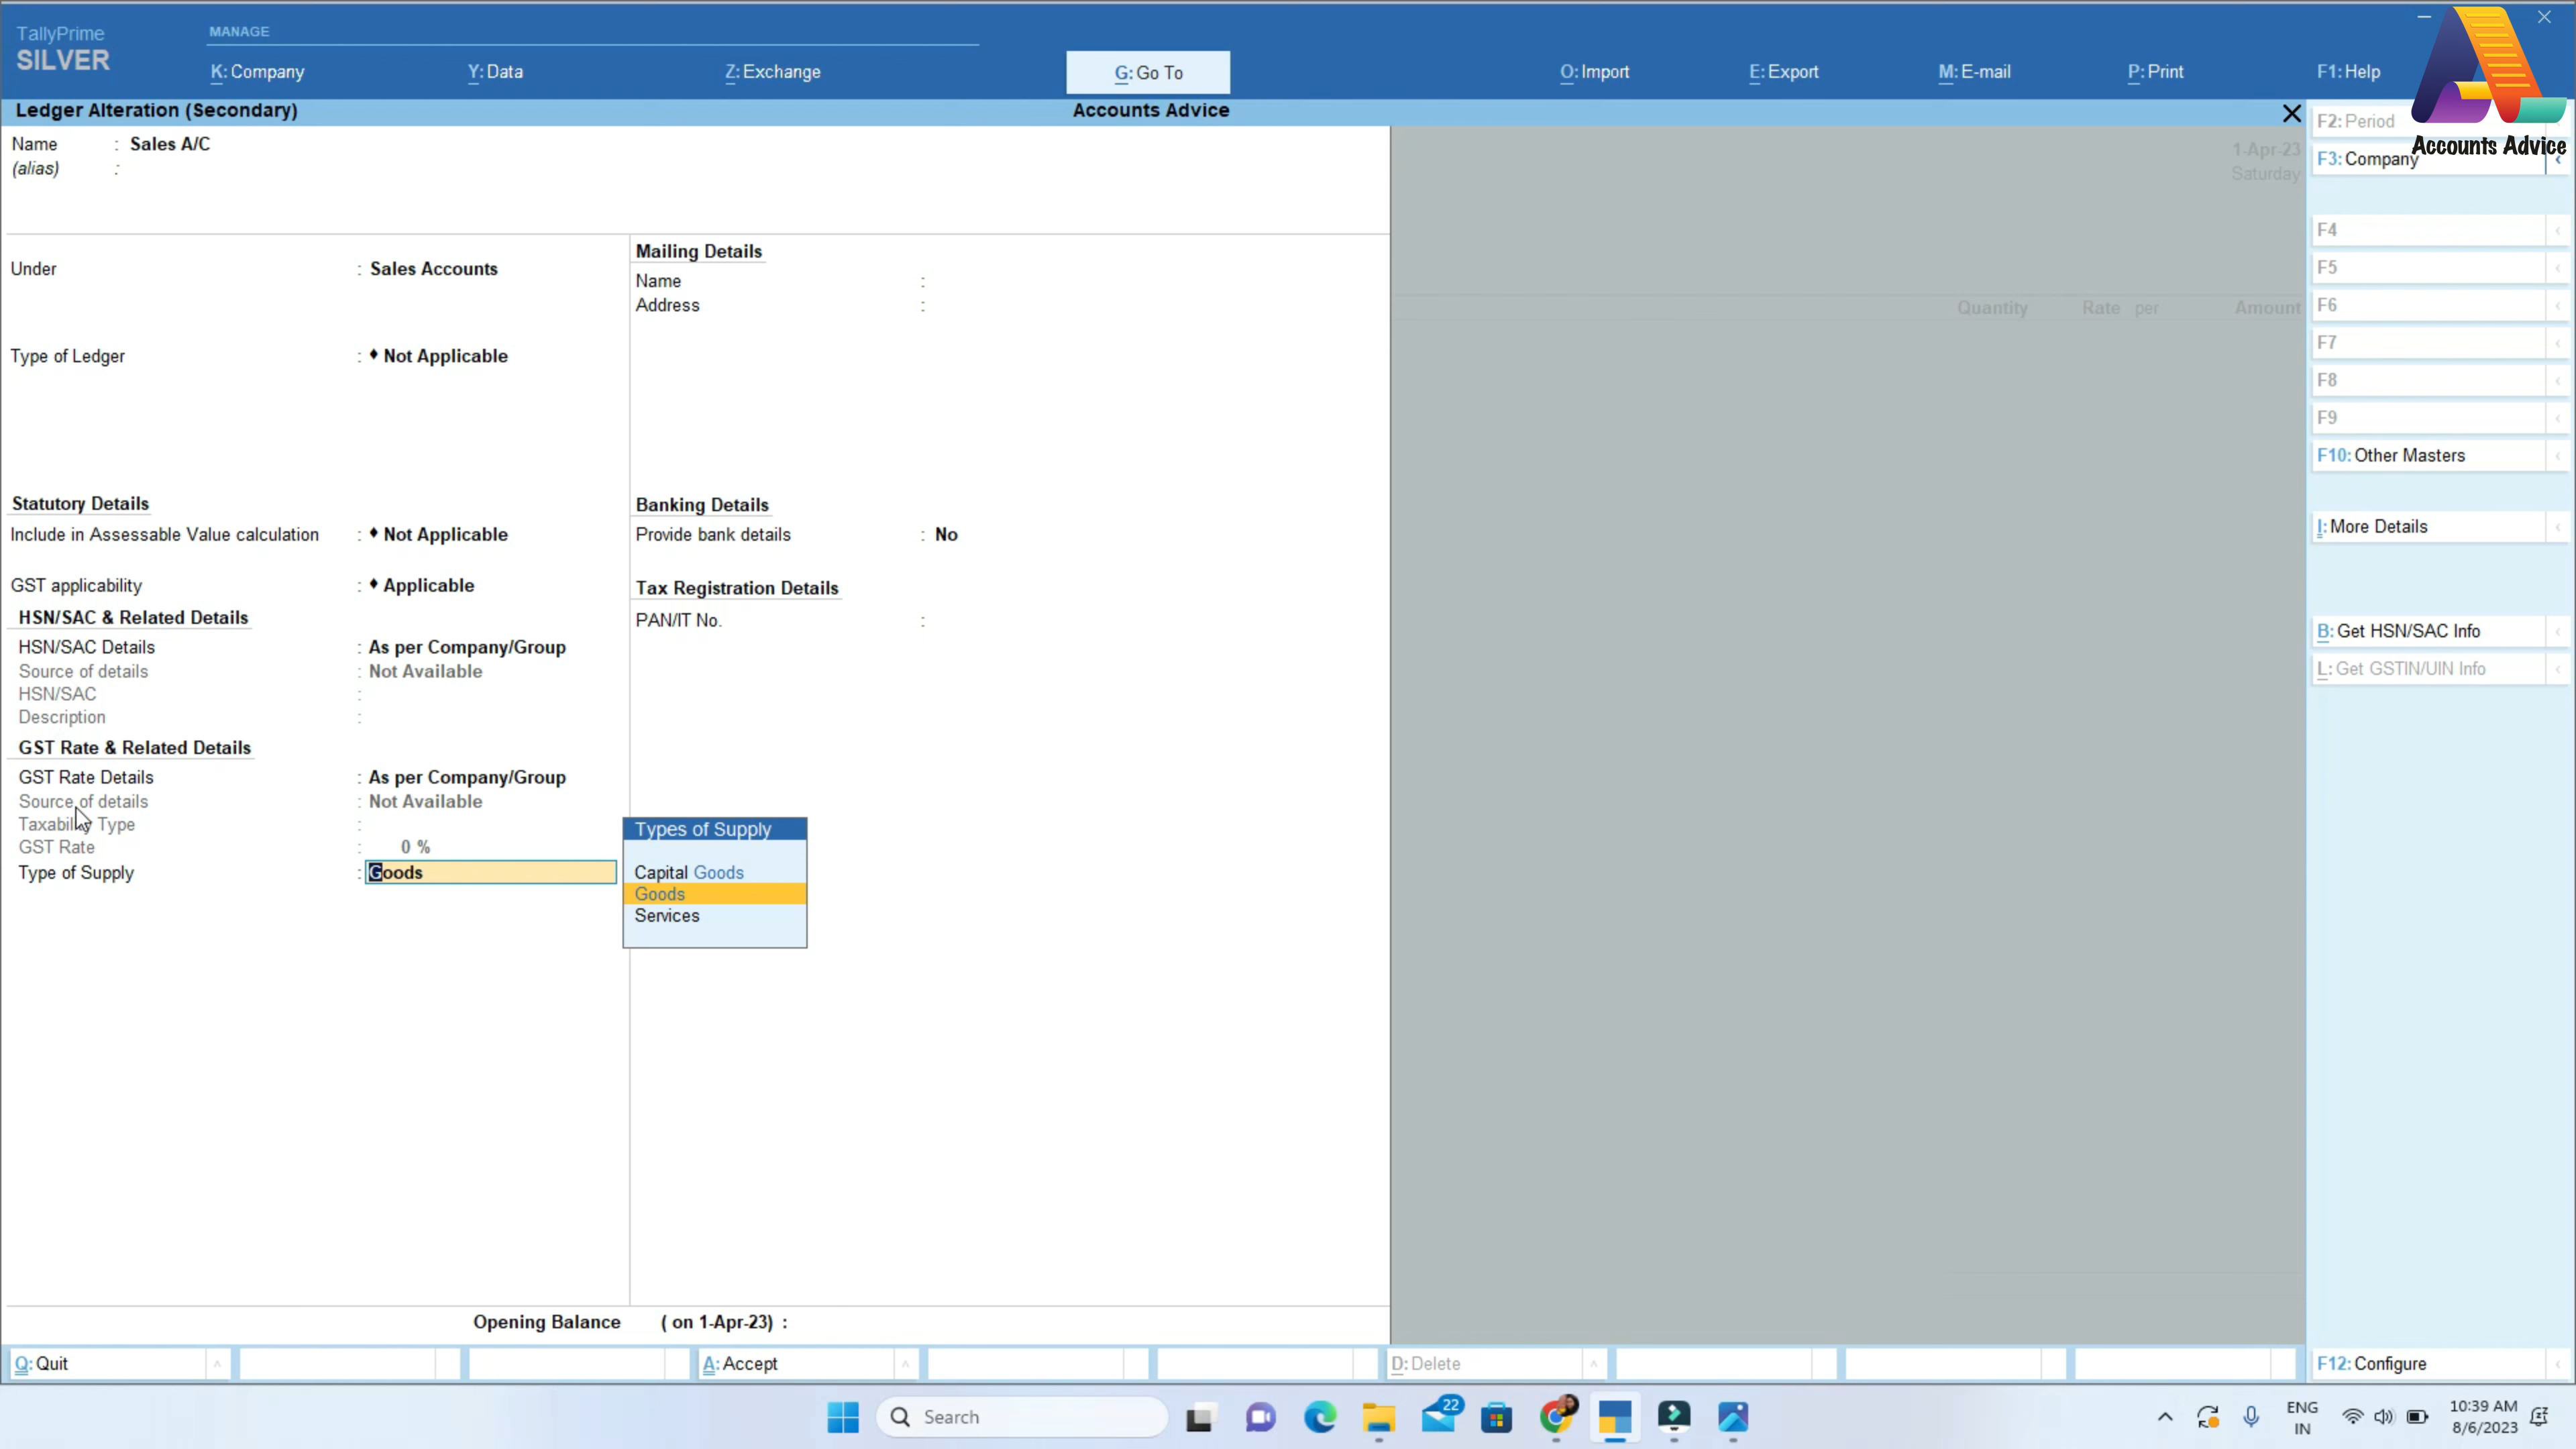 TallyPrime
SILVER
MANAGE
K: Company
Y: Data
Z: Exchange
G: Go To
O: Import
E: Export
M: E-mail
P: Print
F1: Help
Accounts Advice
Ledger Alteration (Secondary)
Accounts Advice
Name : Sales A/C
(alias) :
Under : Sales Accounts
Type of Ledger : ♦ Not Applicable
Statutory Details
Include in Assessable Value calculation : ♦ Not Applicable
GST applicability : ♦ Applicable
HSN/SAC & Related Details
HSN/SAC Details : As per Company/Group
Source of details : Not Available
HSN/SAC :
Description :
GST Rate & Related Details
GST Rate Details : As per Company/Group
Source of details : Not Available
Taxability Type :
GST Rate : 0 %
Type of Supply : Goods
Mailing Details
Name :
Address :
Banking Details
Provide bank details : No
Tax Registration Details
PAN/IT No. :
Types of Supply
Capital Goods
Goods
Services
Opening Balance ( on 1-Apr-23) :
1-Apr-23
Saturday
Quantity Rate per Amount
F2: Period
F3: Company
F4
F5
F6
F7
F8
F9
F10: Other Masters
I: More Details
B: Get HSN/SAC Info
L: Get GSTIN/UIN Info
F12: Configure
Q: Quit
A: Accept
D: Delete
Search
22
ENG
IN
10:39 AM
8/6/2023